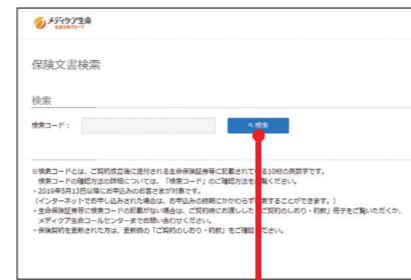 メディケア生命
住友生命グループ
保険文書検索
検索
検索コード：
検索
※検索コードとは、ご契約成立後に送付される生命保険証券等に記載されている10桁の英数字です。
検索コードの確認方法の詳細については、「検索コード」のご確認方法をご覧ください。
・2019年5月13日以降にお申込みのお客さまが対象です。
（インターネットでお申し込みされた場合は、お申込みの時期にかかわらず検索することができます。）
・生命保険証券等に検索コードの記載がない場合は、ご契約時にお渡しした「ご契約のしおり・約款」冊子をご覧いただくか、
メディケア生命コールセンターまでお問い合わせください。
・保険契約を更新された方は、更新時の「ご契約のしおり・約款」をご確認ください。